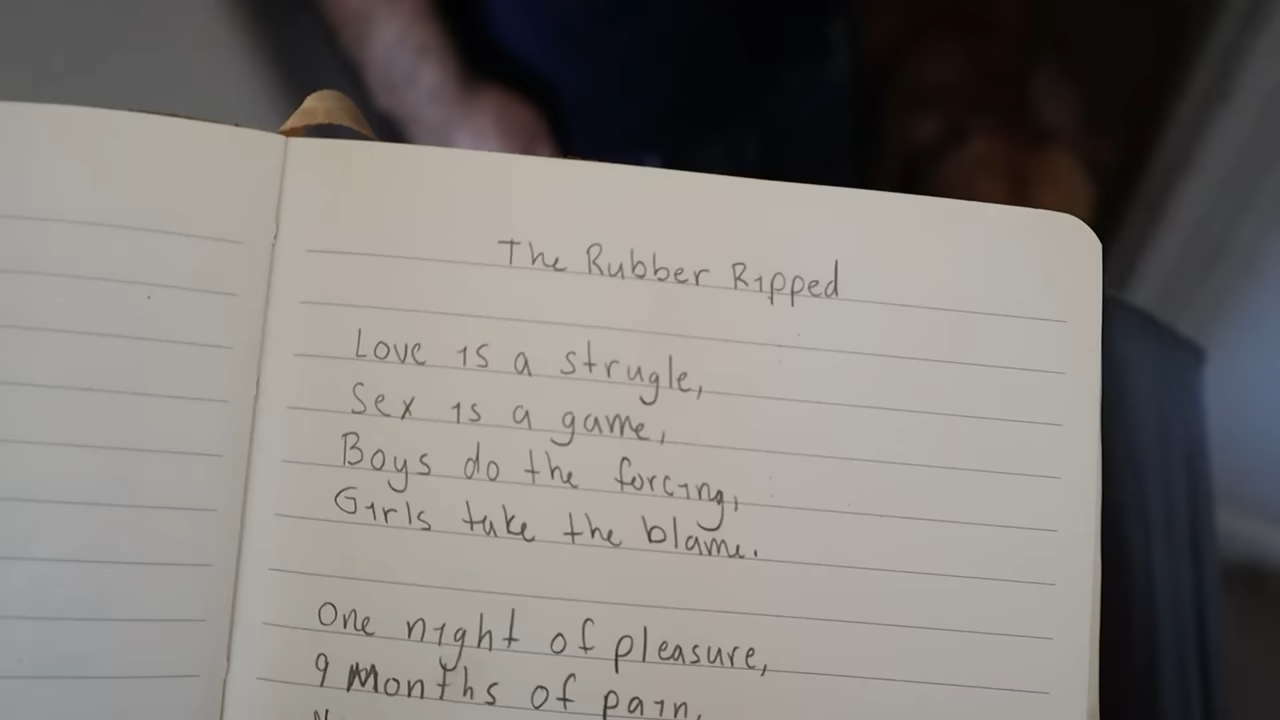 The Rubber Ripped
Love is a strugle,
Sex is a game,
Boys do the forcing,
Girls take the blame.
One night of pleasure,
9 Months of pain,